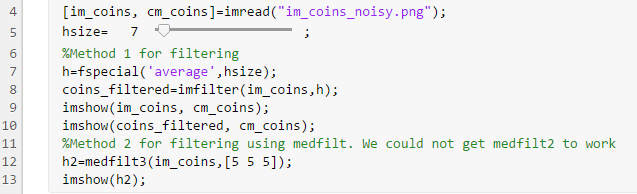 4 [im_coins, cm_coins]=imread("im_coins_noisy.png");
5 hsize= 7 ;
6 %Method 1 for filtering
7 h=fspecial('average',hsize);
8 coins_filtered=imfilter(im_coins,h);
9 imshow(im_coins, cm_coins);
10 imshow(coins_filtered, cm_coins);
11 %Method 2 for filtering using medfilt. We could not get medfilt2 to work
12 h2=medfilt3(im_coins,[5 5 5]);
13 imshow(h2);